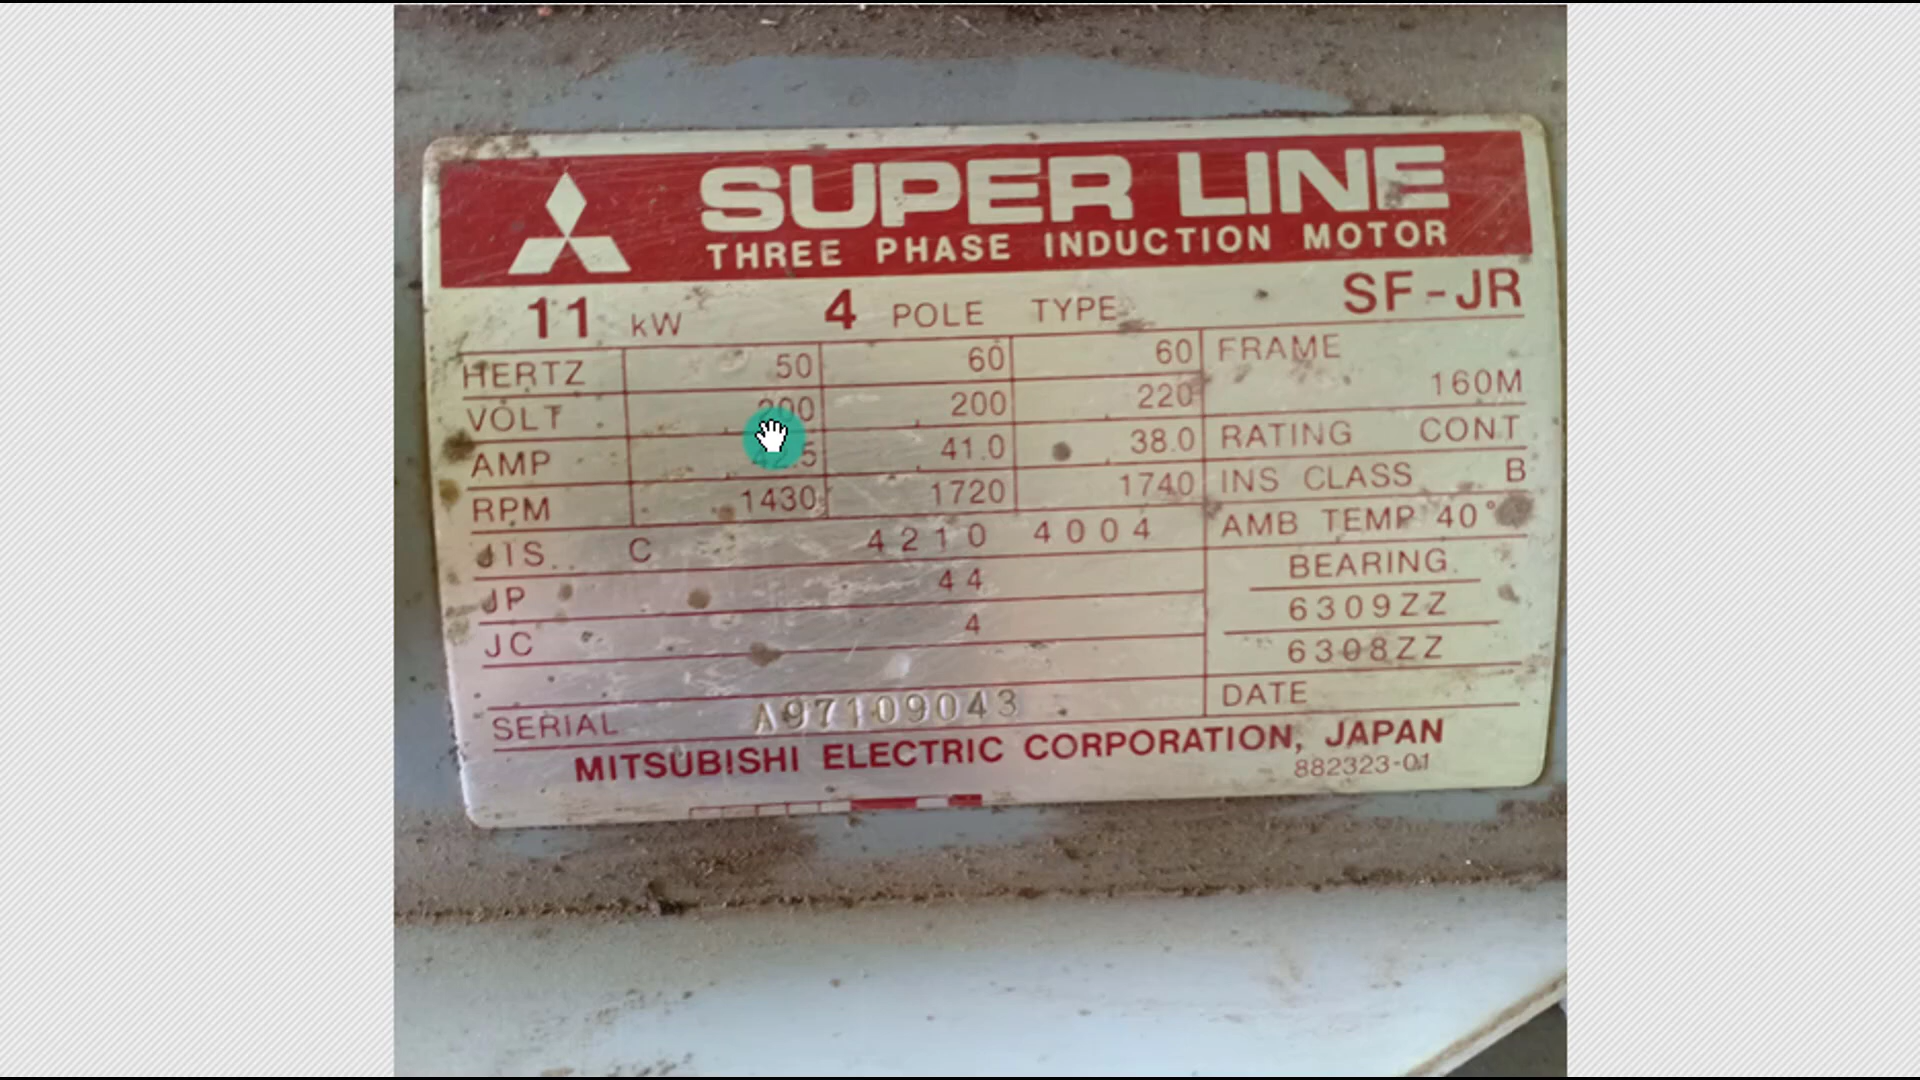 SUPER LINE
THREE PHASE INDUCTION MOTOR
11 kW 4 POLE TYPE SF-JR
HERTZ 50 60 60 FRAME
160M
VOLT 200 200 220
AMP 42.5 41.0 38.0 RATING CONT
RPM 1430 1720 1740 INS CLASS B
JIS C 4210 4004 AMB TEMP 40°
JP 44 BEARING
6309ZZ
JC 4
6308ZZ
SERIAL A97109043 DATE
MITSUBISHI ELECTRIC CORPORATION, JAPAN
882323-01